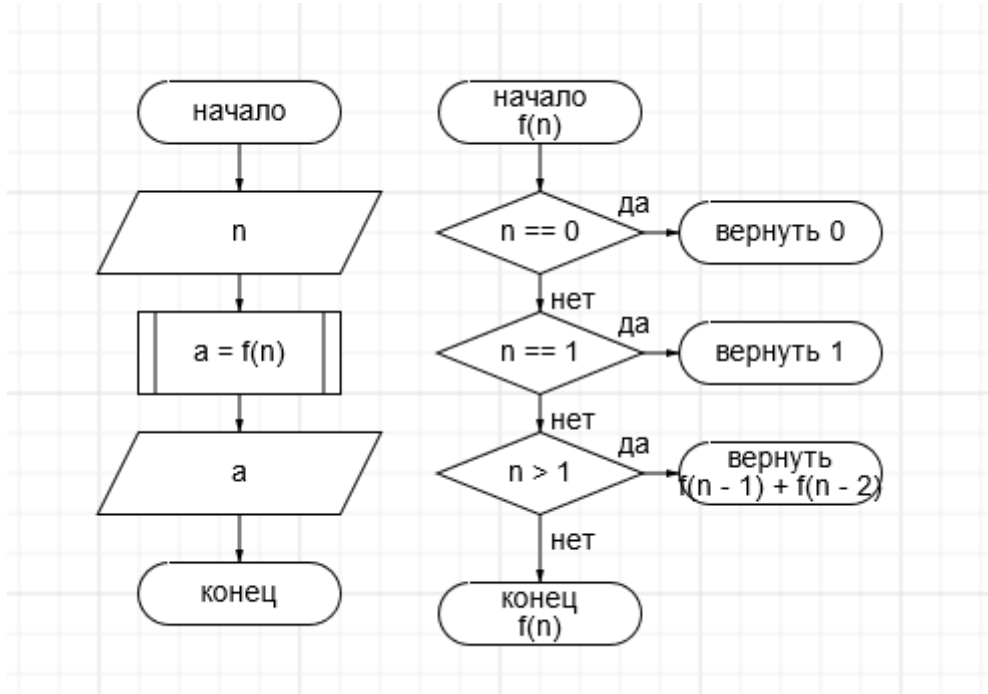 начало
n
a = f(n)
a
конец
начало
f(n)
n == 0
да
вернуть 0
нет
n == 1
да
вернуть 1
нет
n > 1
да
вернуть
f(n - 1) + f(n - 2)
нет
конец
f(n)